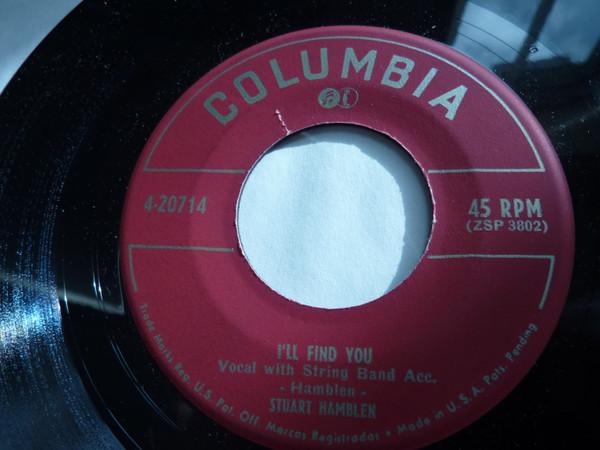 COLUMBIA
4-20714
45 RPM
(ZSP 3802)
I'LL FIND YOU
Vocal with String Band Acc.
- Hamblen -
STUART HAMBLEN
Trade Marks Reg. U.S. Pat. Off. Marcas Registradas • Made in U.S.A. Pats. Pending